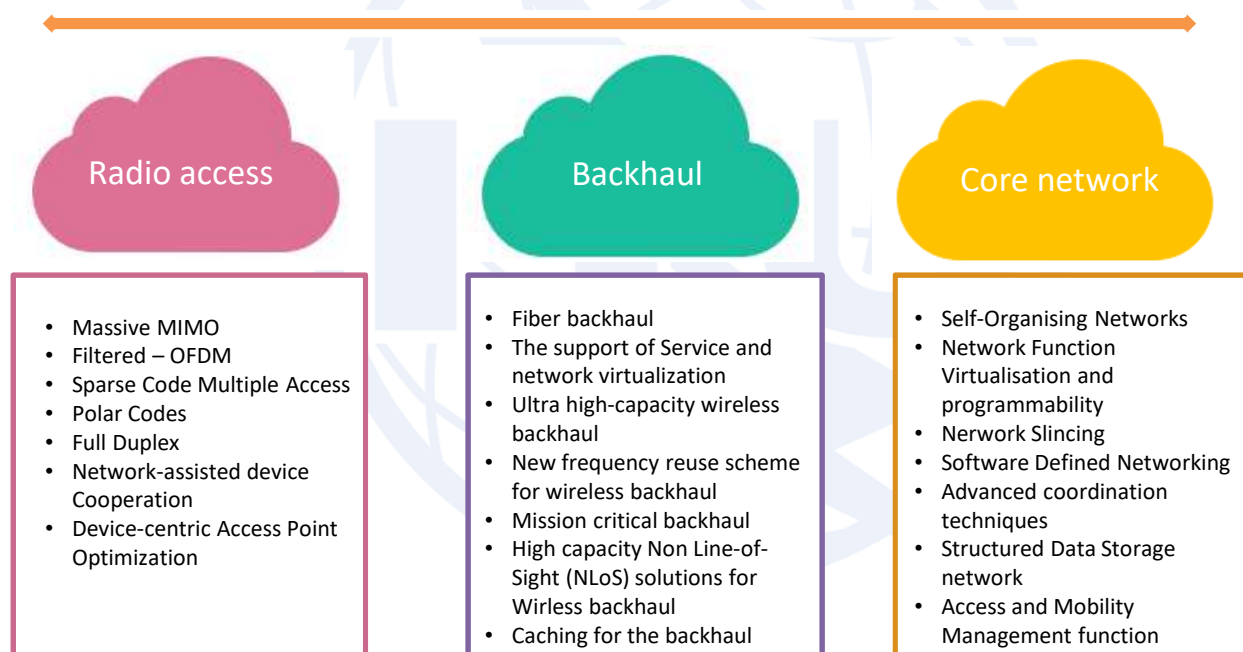 Radio access
• Massive MIMO
• Filtered – OFDM
• Sparse Code Multiple Access
• Polar Codes
• Full Duplex
• Network-assisted device
Cooperation
• Device-centric Access Point
Optimization
Backhaul
• Fiber backhaul
• The support of Service and
network virtualization
• Ultra high-capacity wireless
backhaul
• New frequency reuse scheme
for wireless backhaul
• Mission critical backhaul
• High capacity Non Line-of-
Sight (NLoS) solutions for
Wirless backhaul
• Caching for the backhaul
Core network
• Self-Organising Networks
• Network Function
Virtualisation and
programmability
• Nerwork Slincing
• Software Defined Networking
• Advanced coordination
techniques
• Structured Data Storage
network
• Access and Mobility
Management function